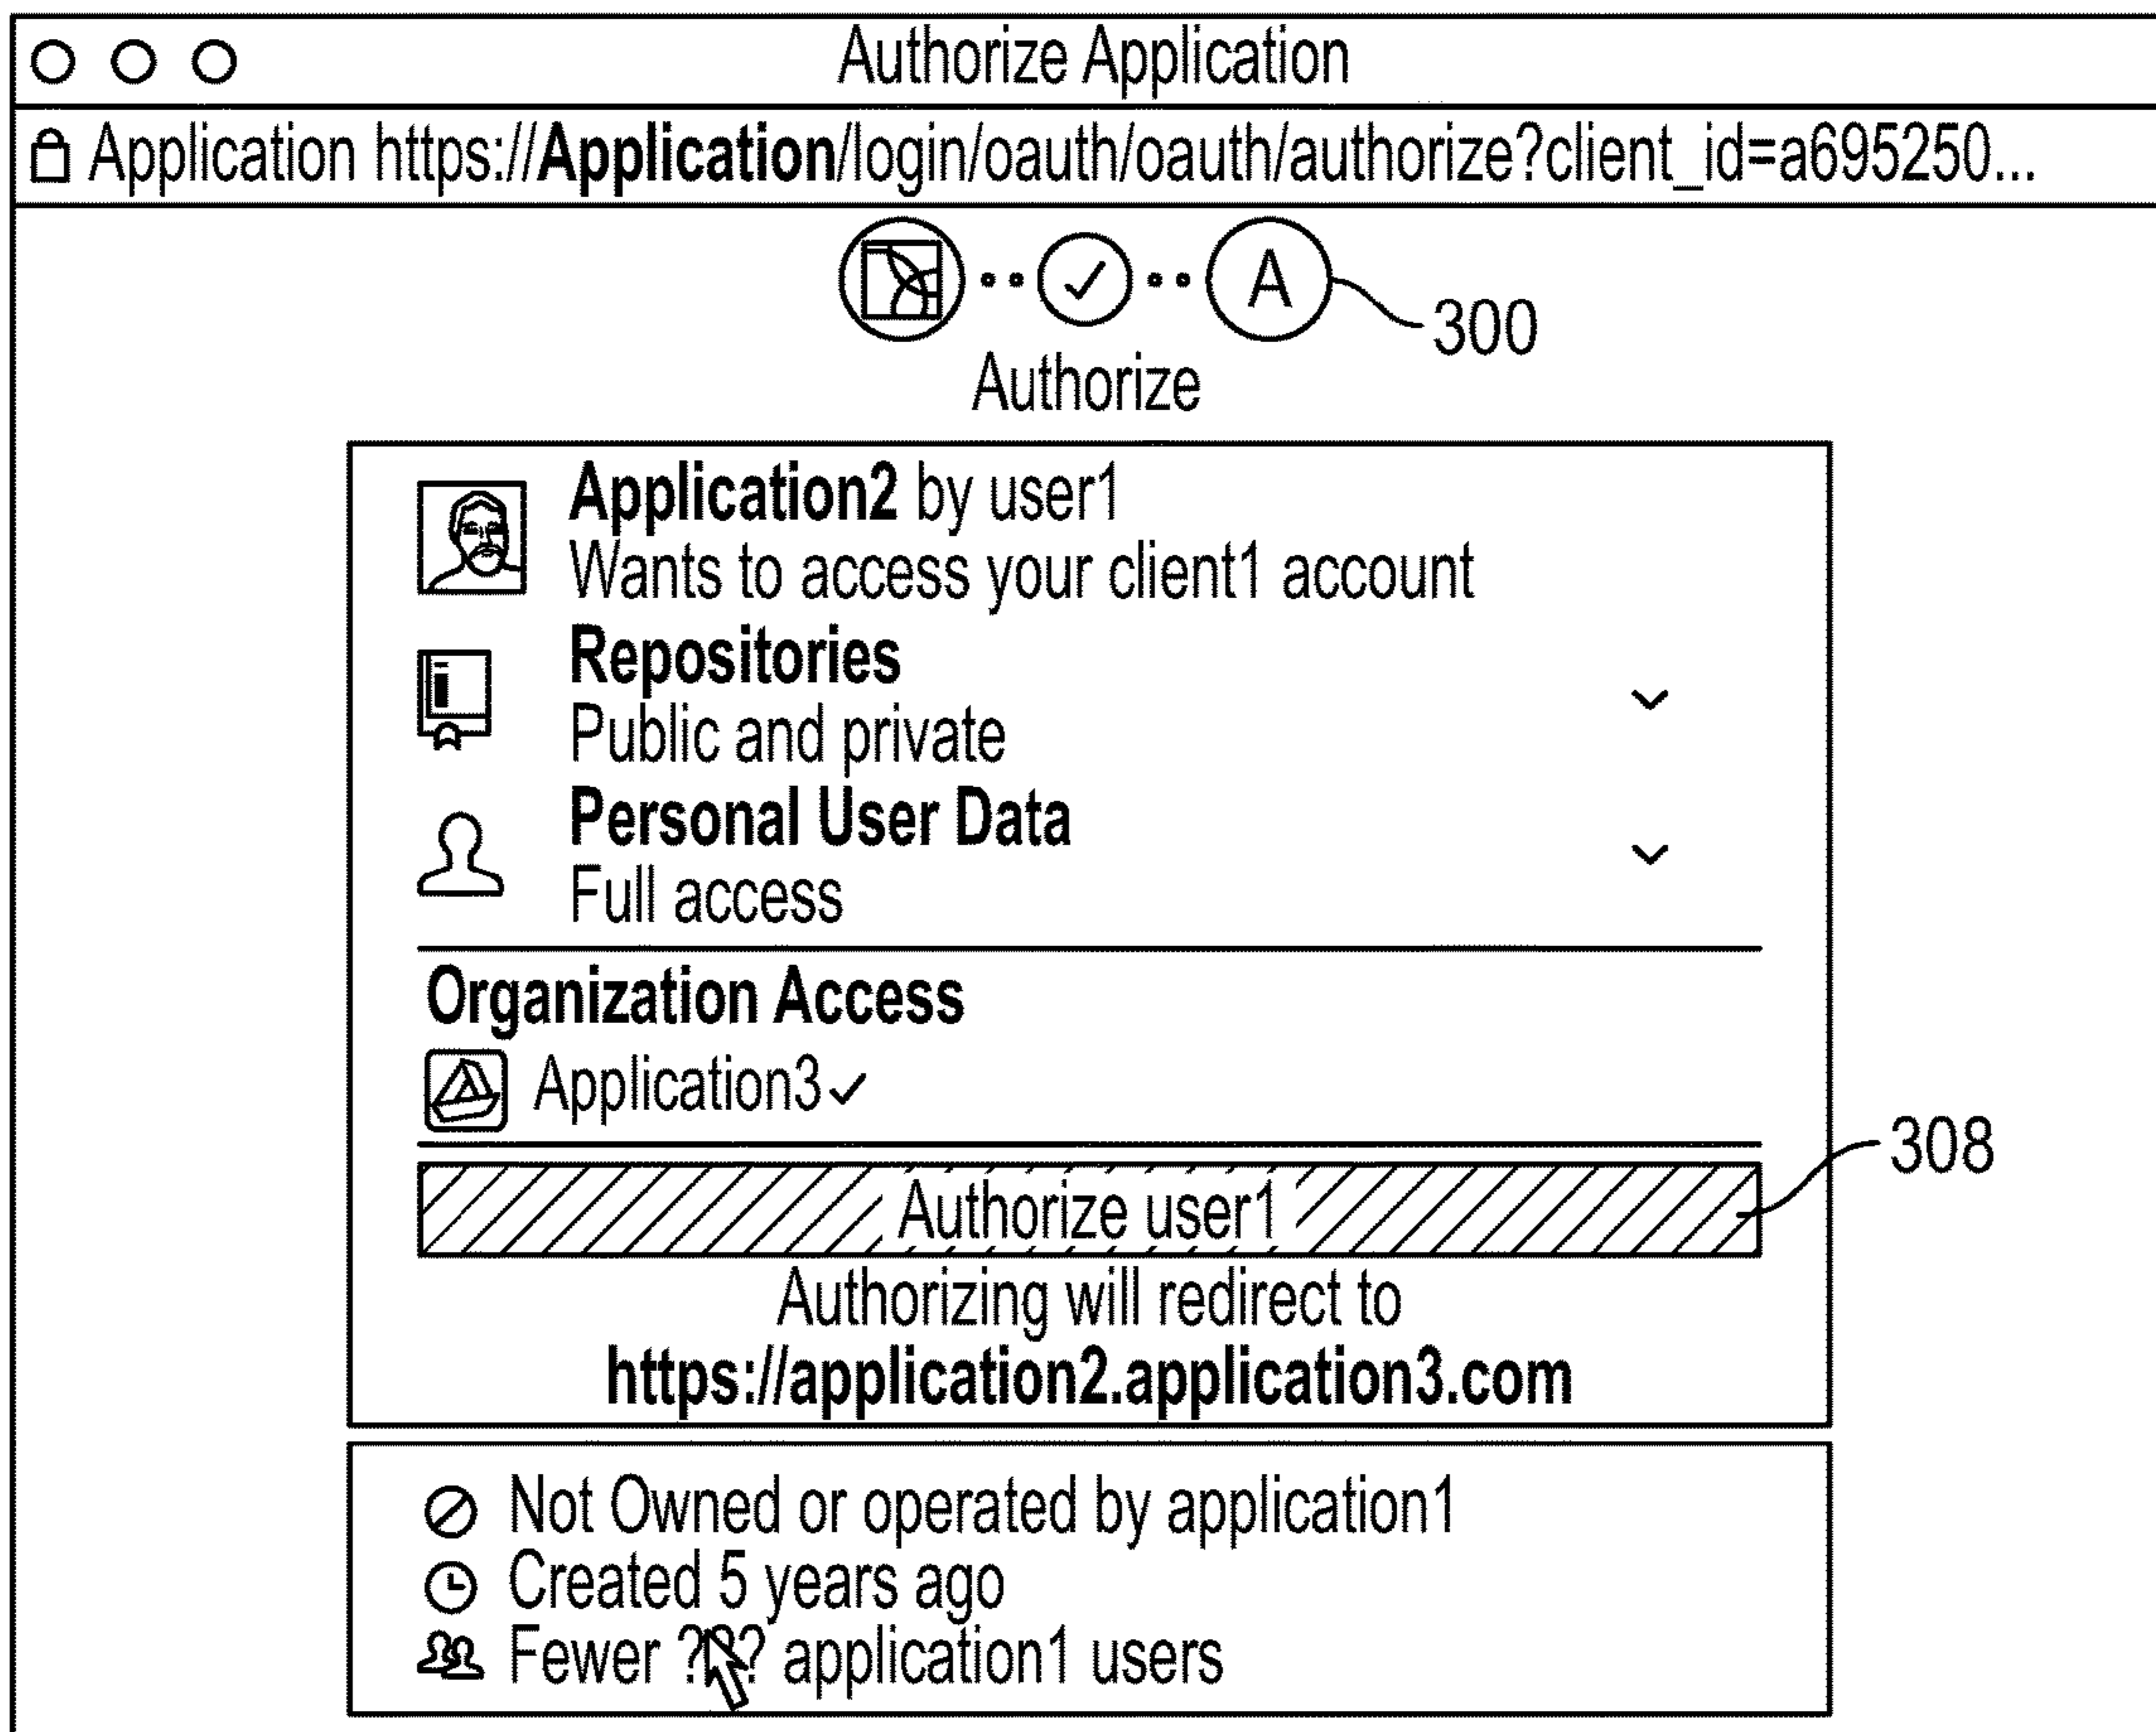 Authorize Application
Application https://Application/login/oauth/oauth/authorize?client_id=a695250...
A
300
Authorize
Application2 by user1
Wants to access your client1 account
Repositories
Public and private
Personal User Data
Full access
Organization Access
Application3
308
Authorize user1
Authorizing will redirect to
https://application2.application3.com
Not Owned or operated by application1
Created 5 years ago
Fewer ??? application1 users